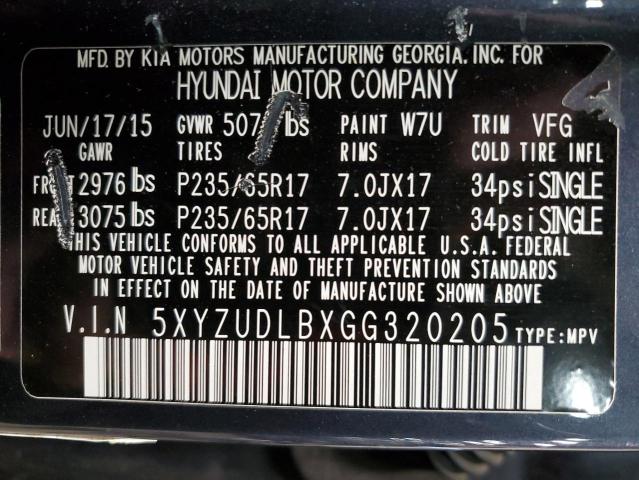 MFD. BY KIA MOTORS MANUFACTURING GEORGIA, INC. FOR
HYUNDAI MOTOR COMPANY
JUN/17/15 GVWR lbs PAINT W7U TRIM VFG
GAWR TIRES RIMS COLD TIRE INFL
2976 lbs P235/65R17 7.0JX17 34psi SINGLE
3075 lbs P235/65R17 7.0JX17 34psi SINGLE
THIS VEHICLE CONFORMS TO ALL APPLICABLE U.S.A. FEDERAL
MOTOR VEHICLE SAFETY AND THEFT PREVENTION STANDARDS
IN EFFECT ON THE DATE OF MANUFACTURE SHOWN ABOVE
V.I.N 5XYZUDLBXGG320205 TYPE:MPV